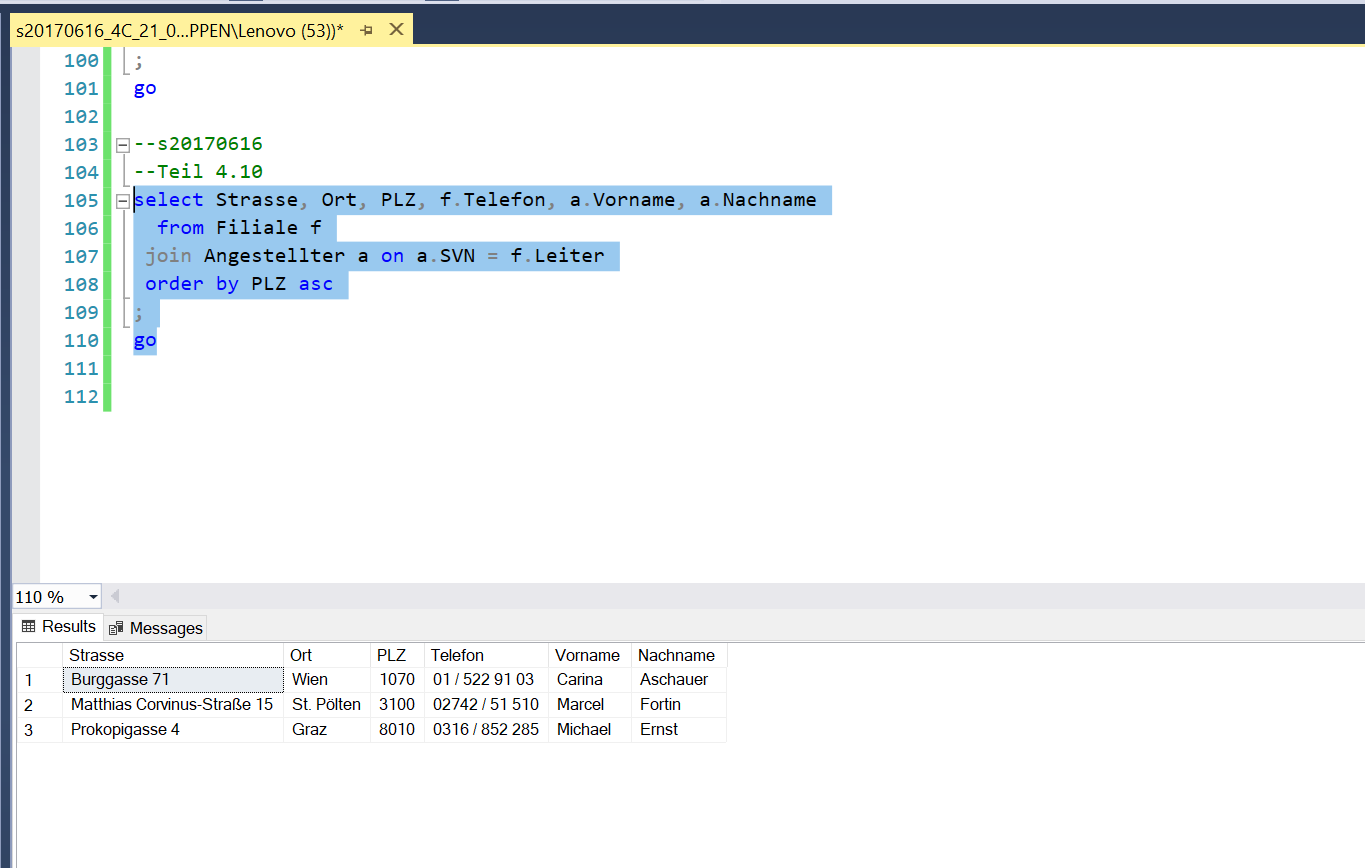 s20170616_4C_21_0...PPEN\Lenovo (53))*
100 ;
101 go
102
103 --s20170616
104 --Teil 4.10
105 select Strasse, Ort, PLZ, f.Telefon, a.Vorname, a.Nachname
106 from Filiale f
107 join Angestellter a on a.SVN = f.Leiter
108 order by PLZ asc
109 ;
110 go
111
112
110 %
Results Messages
Strasse Ort PLZ Telefon Vorname Nachname
1 Burggasse 71 Wien 1070 01 / 522 91 03 Carina Aschauer
2 Matthias Corvinus-Straße 15 St. Pölten 3100 02742 / 51 510 Marcel Fortin
3 Prokopigasse 4 Graz 8010 0316 / 852 285 Michael Ernst